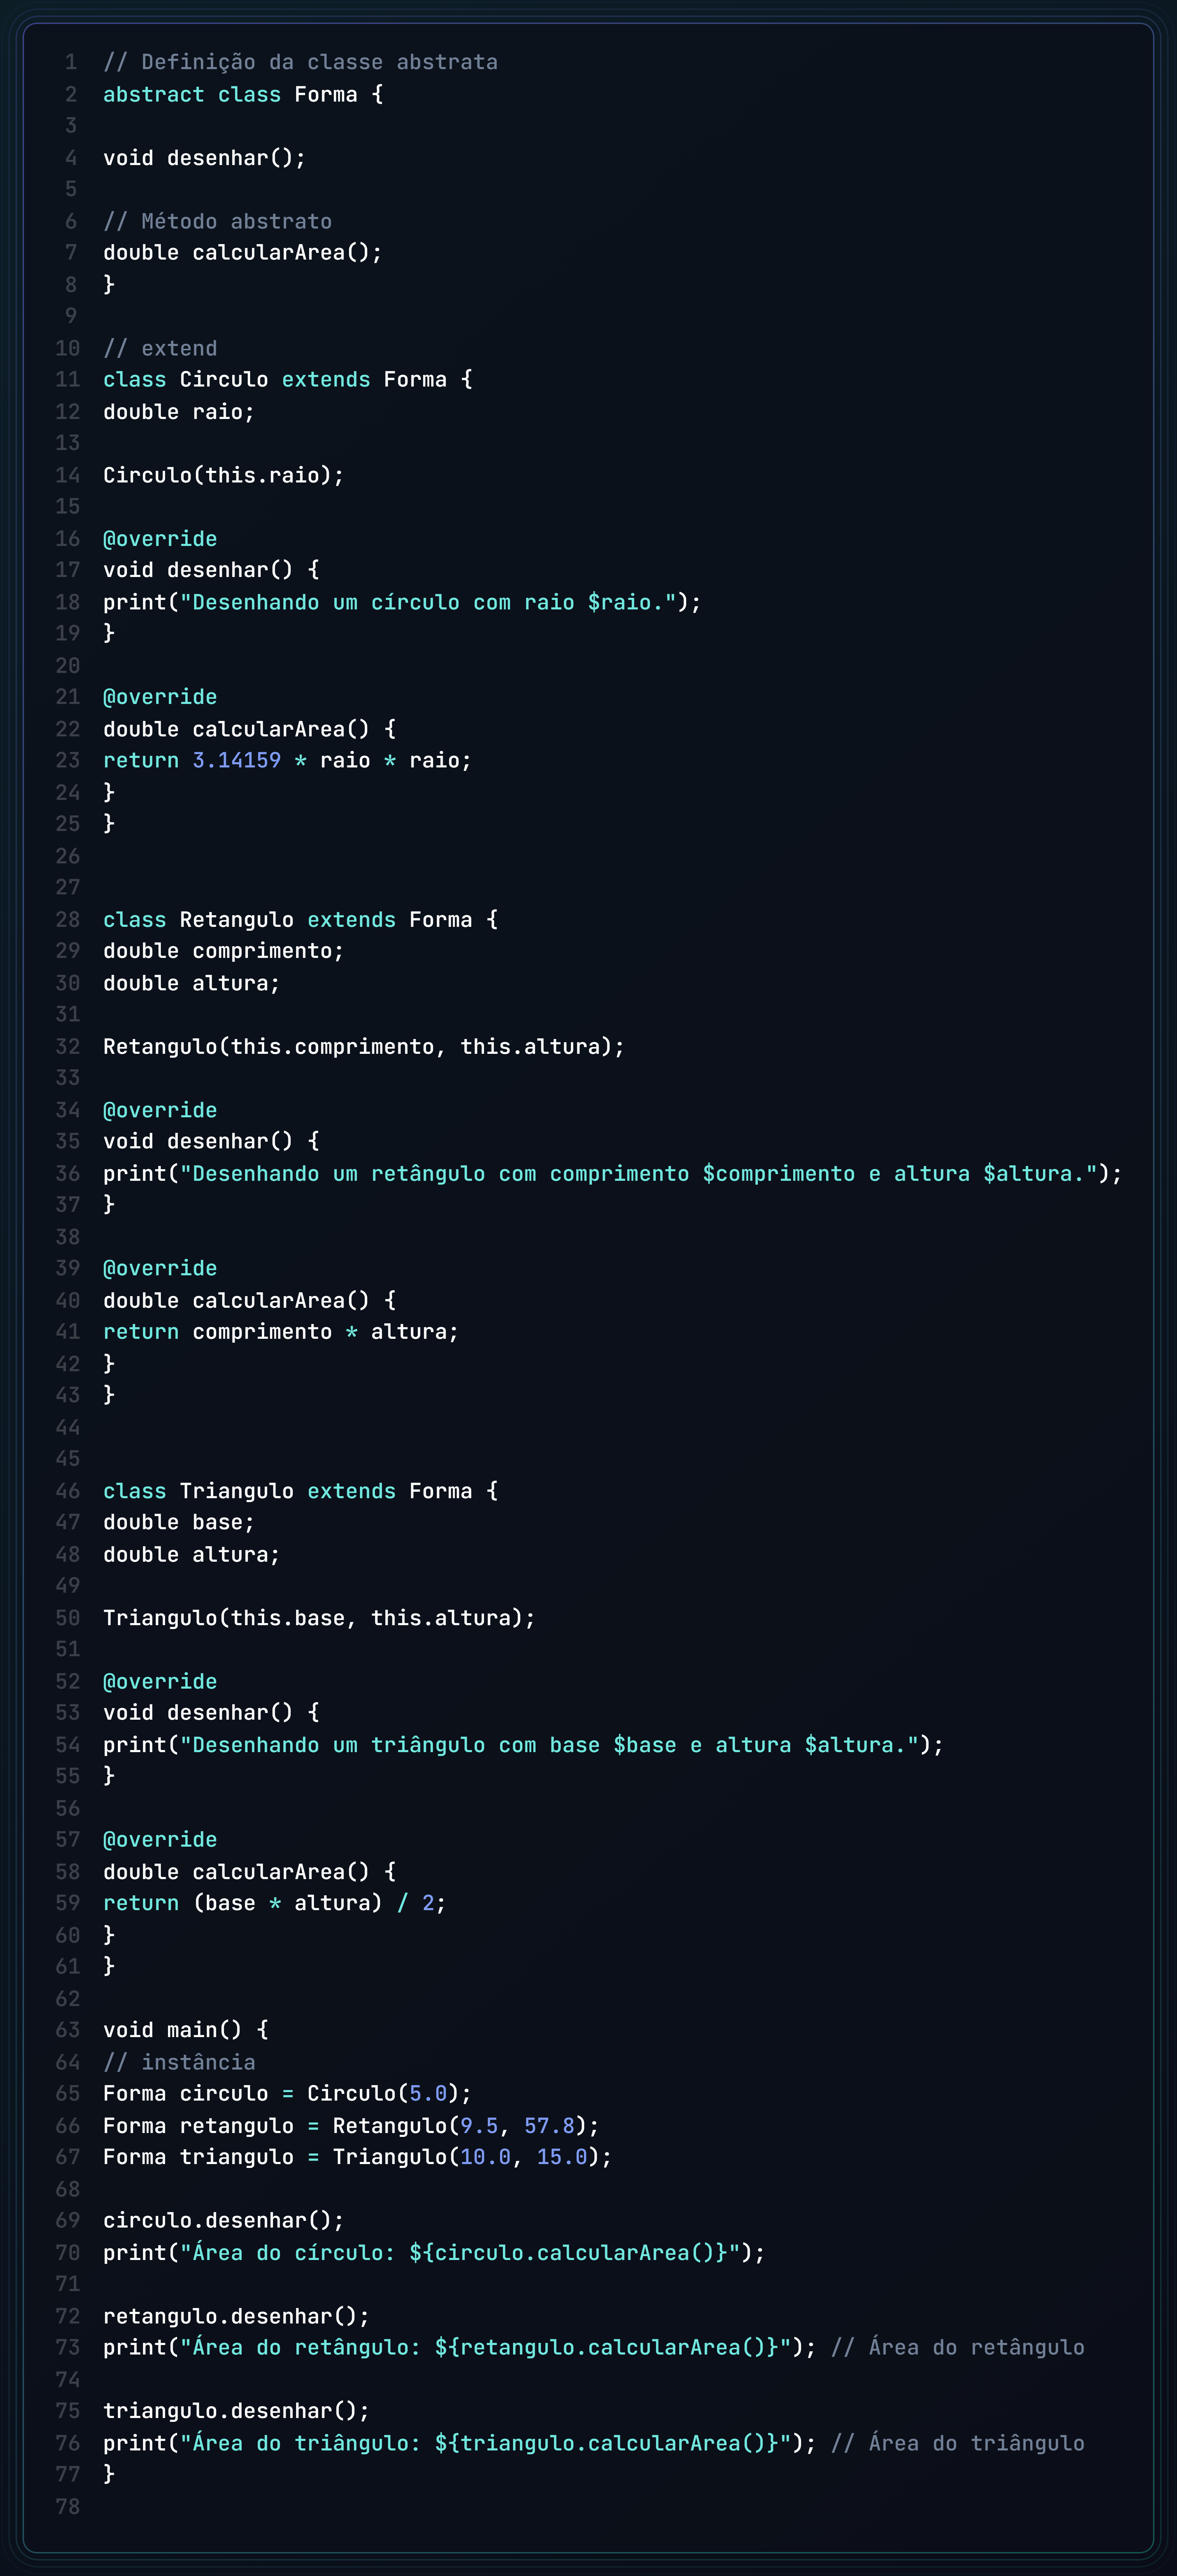 1 // Definição da classe abstrata
2 abstract class Forma {
3
4 void desenhar();
5
6 // Método abstrato
7 double calcularArea();
8 }
9
10 // extend
11 class Circulo extends Forma {
12 double raio;
13
14 Circulo(this.raio);
15
16 @override
17 void desenhar() {
18 print("Desenhando um círculo com raio $raio.");
19 }
20
21 @override
22 double calcularArea() {
23 return 3.14159 * raio * raio;
24 }
25 }
26
27
28 class Retangulo extends Forma {
29 double comprimento;
30 double altura;
31
32 Retangulo(this.comprimento, this.altura);
33
34 @override
35 void desenhar() {
36 print("Desenhando um retângulo com comprimento $comprimento e altura $altura.");
37 }
38
39 @override
40 double calcularArea() {
41 return comprimento * altura;
42 }
43 }
44
45
46 class Triangulo extends Forma {
47 double base;
48 double altura;
49
50 Triangulo(this.base, this.altura);
51
52 @override
53 void desenhar() {
54 print("Desenhando um triângulo com base $base e altura $altura.");
55 }
56
57 @override
58 double calcularArea() {
59 return (base * altura) / 2;
60 }
61 }
62
63 void main() {
64 // instância
65 Forma circulo = Circulo(5.0);
66 Forma retangulo = Retangulo(9.5, 57.8);
67 Forma triangulo = Triangulo(10.0, 15.0);
68
69 circulo.desenhar();
70 print("Área do círculo: ${circulo.calcularArea()}");
71
72 retangulo.desenhar();
73 print("Área do retângulo: ${retangulo.calcularArea()}"); // Área do retângulo
74
75 triangulo.desenhar();
76 print("Área do triângulo: ${triangulo.calcularArea()}"); // Área do triângulo
77 }
78